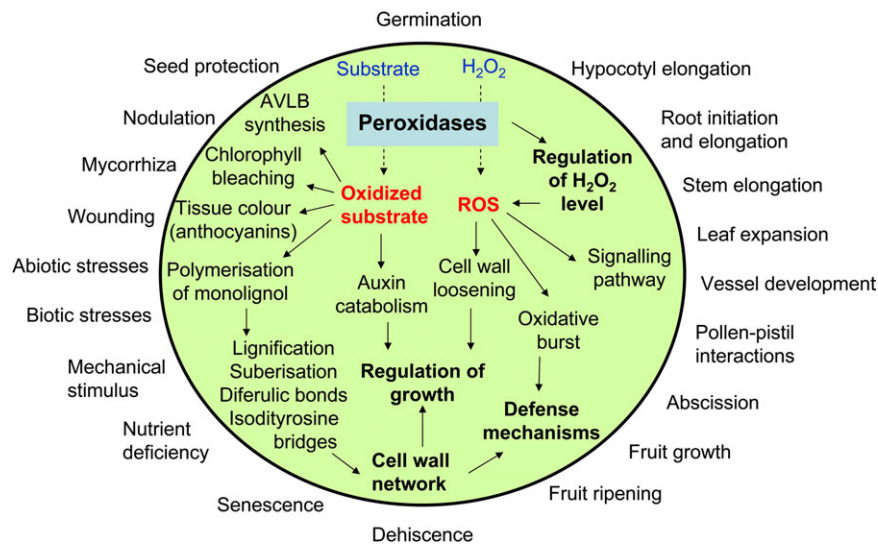 Germination
Seed protection
Substrate
H₂O₂
Hypocotyl elongation
AVLB
synthesis
Nodulation
Peroxidases
Root initiation
and elongation
Chlorophyll
bleaching
Mycorrhiza
Regulation
of H₂O₂
level
Oxidized
substrate
ROS
Stem elongation
Wounding
Tissue colour
(anthocyanins)
Leaf expansion
Abiotic stresses
Polymerisation
of monolignol
Auxin
catabolism
Cell wall
loosening
Signalling
pathway
Vessel development
Biotic stresses
Oxidative
burst
Pollen-pistil
interactions
Mechanical
stimulus
Lignification
Suberisation
Diferulic bonds
Isodityrosine
bridges
Regulation of
growth
Defense
mechanisms
Abscission
Nutrient
deficiency
Cell wall
network
Fruit growth
Senescence
Fruit ripening
Dehiscence